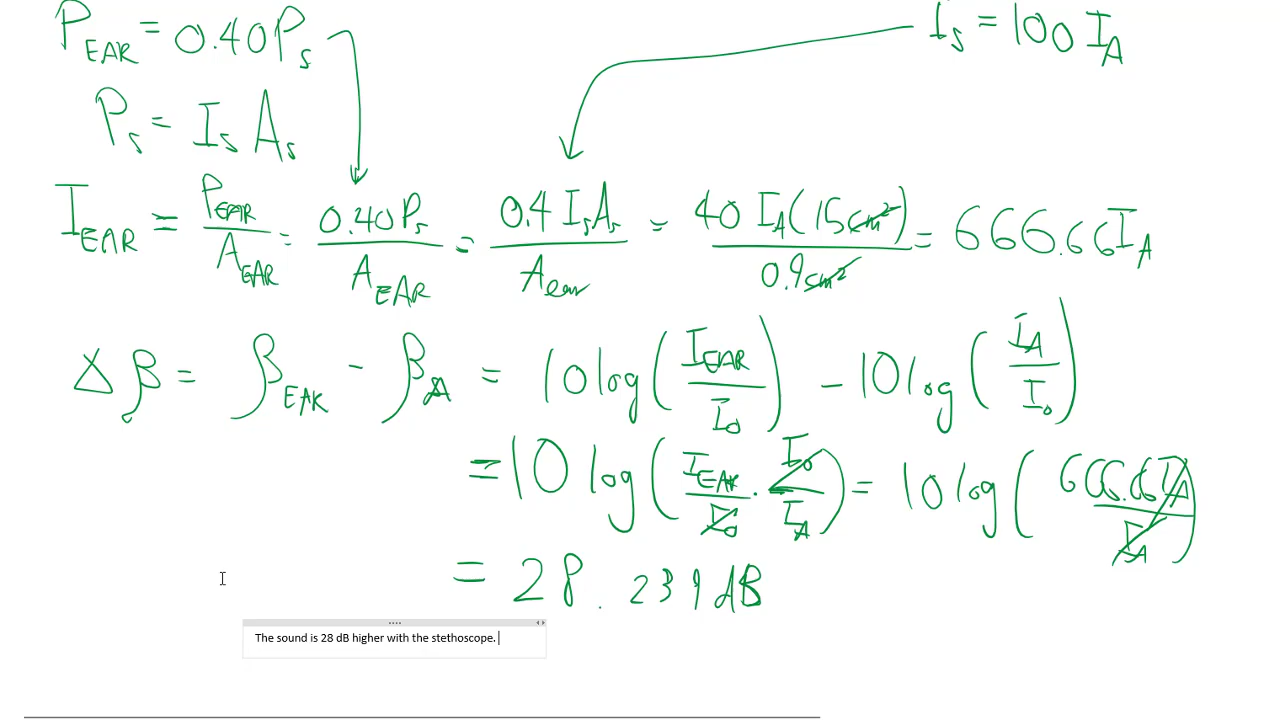 P_EAR = 0.40 P_s
I_s = 100 I_A
P_s = I_s A_s
I_EAR = P_EAR / A_EAR = 0.40 P_s / A_EAR = 0.4 I_s A_s / A_ear = 40 I_A (15 cm²) / 0.9 cm² = 666.66 I_A
Δβ = β_EAR - β_A = 10 log (I_EAR / I_0) - 10 log (I_A / I_0)
= 10 log (I_EAR / I_0 · I_0 / I_A) = 10 log (666.66 I_A / I_A)
= 28.239 dB
The sound is 28 dB higher with the stethoscope.